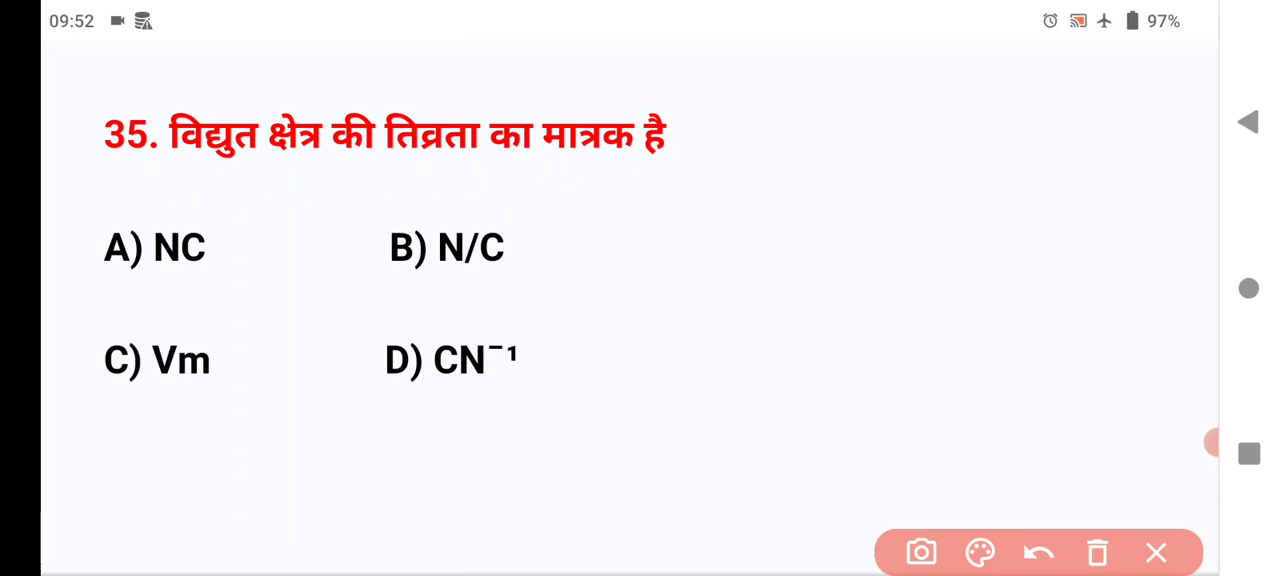 09:52 97%
35. विद्युत क्षेत्र की तिव्रता का मात्रक है
A) NC B) N/C
C) Vm D) CN⁻¹